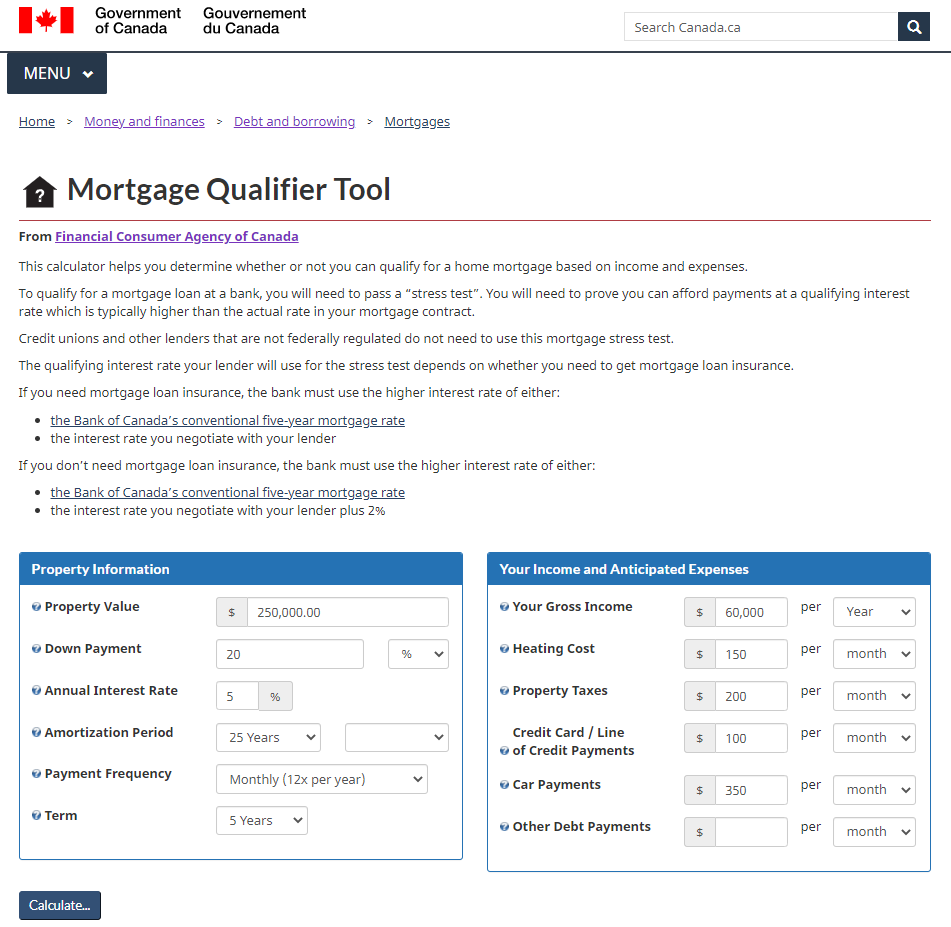 Government of Canada
Gouvernement du Canada
Search Canada.ca
MENU
Home > Money and finances > Debt and borrowing > Mortgages
? Mortgage Qualifier Tool
From Financial Consumer Agency of Canada
This calculator helps you determine whether or not you can qualify for a home mortgage based on income and expenses.
To qualify for a mortgage loan at a bank, you will need to pass a “stress test”. You will need to prove you can afford payments at a qualifying interest
rate which is typically higher than the actual rate in your mortgage contract.
Credit unions and other lenders that are not federally regulated do not need to use this mortgage stress test.
The qualifying interest rate your lender will use for the stress test depends on whether you need to get mortgage loan insurance.
If you need mortgage loan insurance, the bank must use the higher interest rate of either:
• the Bank of Canada’s conventional five-year mortgage rate
• the interest rate you negotiate with your lender
If you don’t need mortgage loan insurance, the bank must use the higher interest rate of either:
• the Bank of Canada’s conventional five-year mortgage rate
• the interest rate you negotiate with your lender plus 2%
Property Information
? Property Value $ 250,000.00
? Down Payment 20 %
? Annual Interest Rate 5 %
? Amortization Period 25 Years
? Payment Frequency Monthly (12x per year)
? Term 5 Years
Your Income and Anticipated Expenses
? Your Gross Income $ 60,000 per Year
? Heating Cost $ 150 per month
? Property Taxes $ 200 per month
Credit Card / Line
? of Credit Payments $ 100 per month
? Car Payments $ 350 per month
? Other Debt Payments $ per month
Calculate...